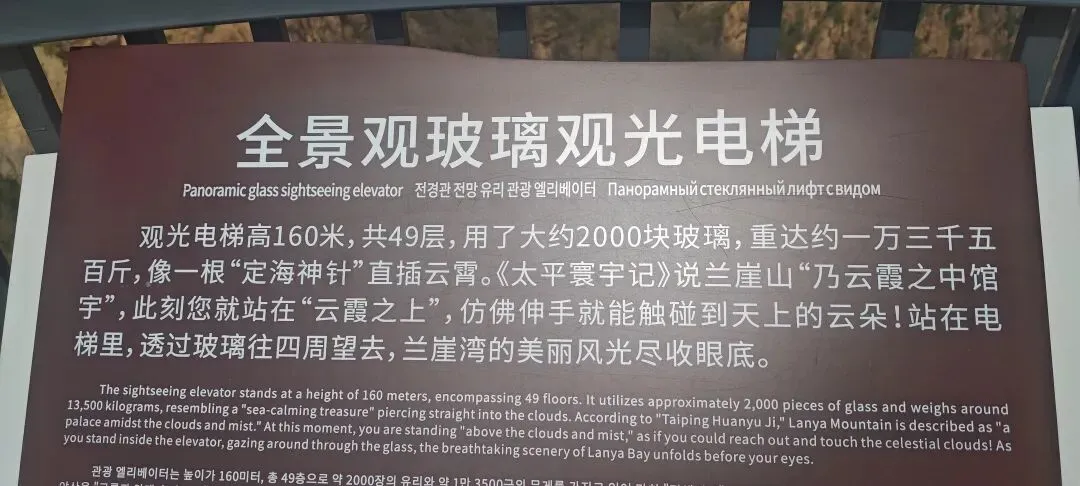 全景观玻璃观光电梯
Panoramic glass sightseeing elevator 전경관 전망 유리 관광 엘리베이터 Панорамный стеклянный лифт с видом
观光电梯高160米，共49层，用了大约2000块玻璃，重达约一万三千五
百斤，像一根“定海神针”直插云霄。《太平寰宇记》说兰崖山“乃云霞之中馆
宇”，此刻您就站在“云霞之上”，仿佛伸手就能触碰到天上的云朵！站在电
梯里，透过玻璃往四周望去，兰崖湾的美丽风光尽收眼底。
The sightseeing elevator stands at a height of 160 meters, encompassing 49 floors. It utilizes approximately 2,000 pieces of glass and weighs around
13,500 kilograms, resembling a "sea-calming treasure" piercing straight into the clouds. According to "Taiping Huanyu Ji," Lanya Mountain is described as "a
palace amidst the clouds and mist." At this moment, you are standing "above the clouds and mist," as if you could reach out and touch the celestial clouds! As
you stand inside the elevator, gazing around through the glass, the breathtaking scenery of Lanya Bay unfolds before your eyes.
관광 엘리베이터는 높이가 160미터, 총 49층으로 약 2000장의 유리와 약 1만 3500근의 무게를